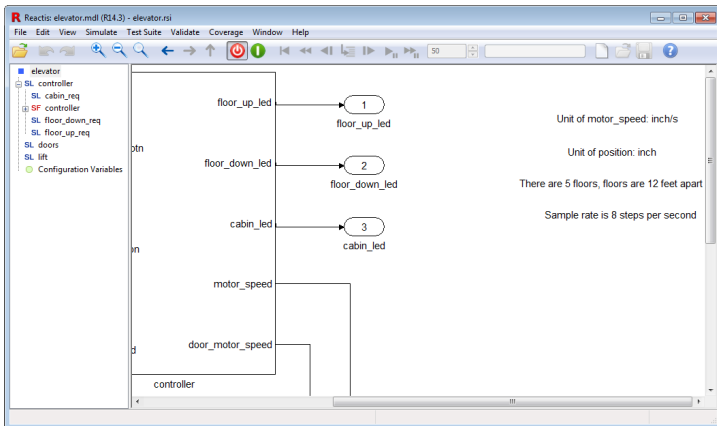 Reactis: elevator.mdl (R14.3) - elevator.rsi
File Edit View Simulate Test Suite Validate Coverage Window Help
50
elevator
SL controller
SL cabin_req
SF controller
SL floor_down_req
SL floor_up_req
SL doors
SL lift
Configuration Variables
floor_up_led
1
floor_up_led
Unit of motor_speed: inch/s
otn
floor_down_led
2
floor_down_led
Unit of position: inch
There are 5 floors, floors are 12 feet apart
cabin_led
3
cabin_led
Sample rate is 8 steps per second
on
motor_speed
d
door_motor_speed
controller